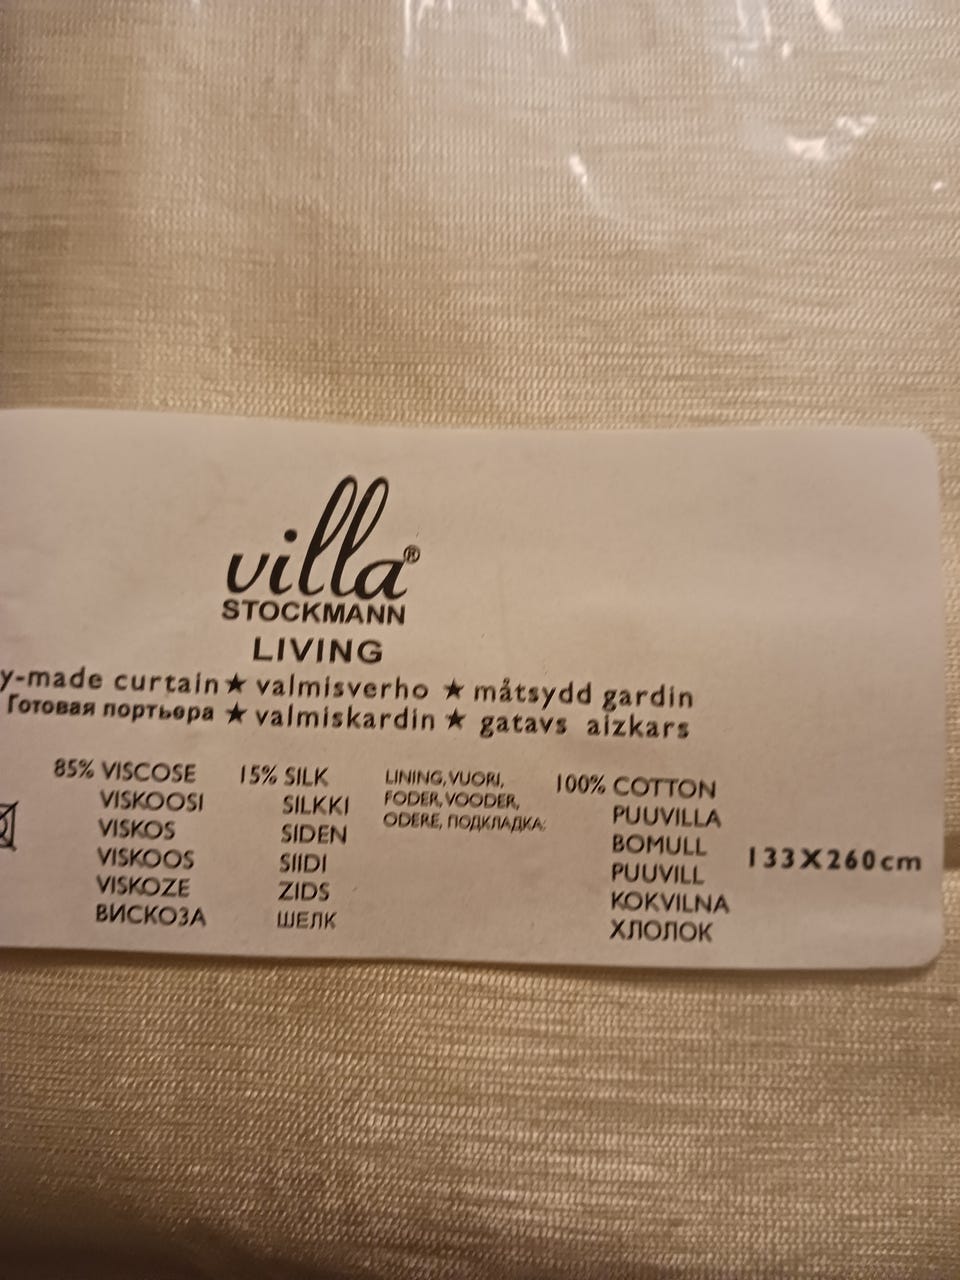 villa®
STOCKMANN
LIVING
y-made curtain ★ valmisverho ★ måtsydd gardin
Готовая портьера ★ valmiskardin ★ gatavs aizkars
85% VISCOSE
VISKOOSI
VISKOS
VISKOOS
VISKOZE
ВИСКОЗА
15% SILK
SILKKI
SIDEN
SIIDI
ZIDS
ШЕЛК
LINING, VUORI,
FODER, VOODER,
ODERE, ПОДКЛАДКА:
100% COTTON
PUUVILLA
BOMULL
PUUVILL
KOKVILNA
ХЛОПОК
133X260cm